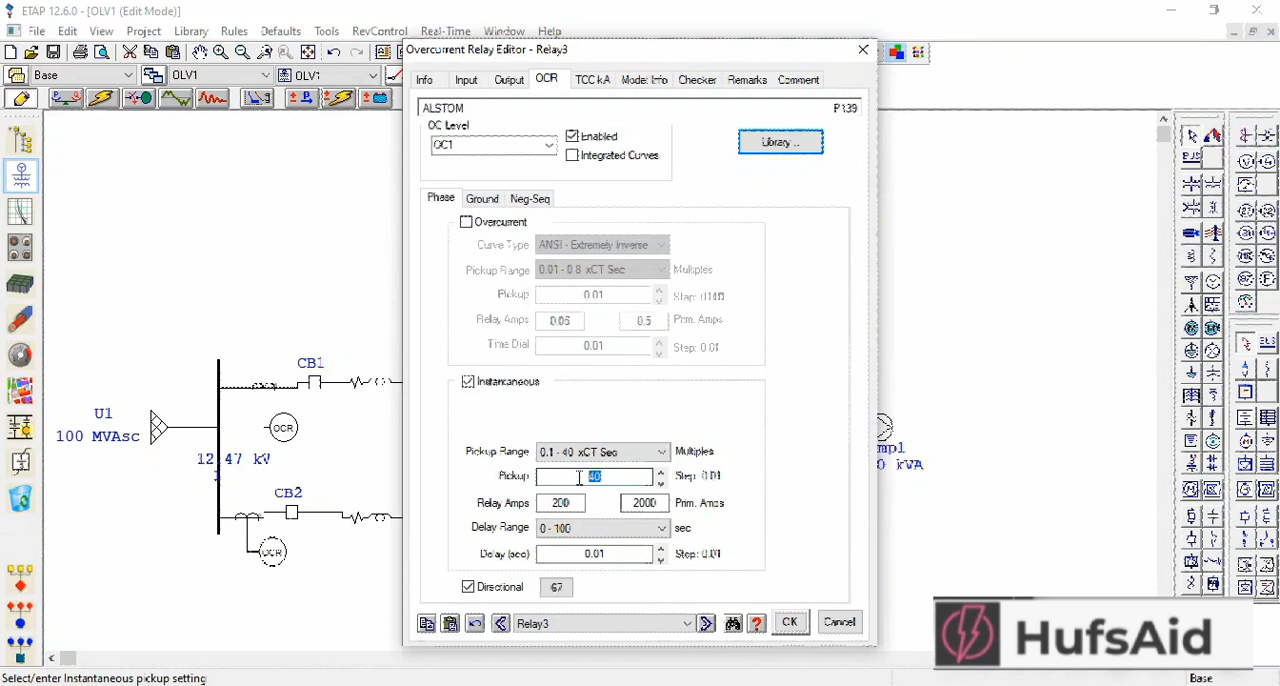 ETAP 12.6.0 - [OLV1 (Edit Mode)]
File Edit View Project Library Rules Defaults Tools RevControl Real-Time Window Help
Base OLV1 OLV1
Overcurrent Relay Editor - Relay3
Info Input Output OCR TCC kA Model Info Checker Remarks Comment
ALSTOM P139
OC Level
OC1
Enabled
Integrated Curves
Library...
Phase Ground Neg-Seq
Overcurrent
Curve Type ANSI - Extremely Inverse
Pickup Range 0.01 - 0.8 xCT Sec Multiples
Pickup 0.01
Relay Amps 0.05 0.5 Prim. Amps
Time Dial 0.01 Step: 0.01
Instantaneous
Pickup Range 0.1 - 40 xCT Sec Multiples
Pickup 40 Step: 0.01
Relay Amps 200 2000 Prim. Amps
Delay Range 0 - 100 sec
Delay (sec) 0.01 Step: 0.01
Directional 67
Relay3
OK Cancel
CB1
U1
100 MVAsc
OCR
12.47 kV
CB2
OCR
mp1
0 kVA
HufsAid
Select/enter Instantaneous pickup setting
Base